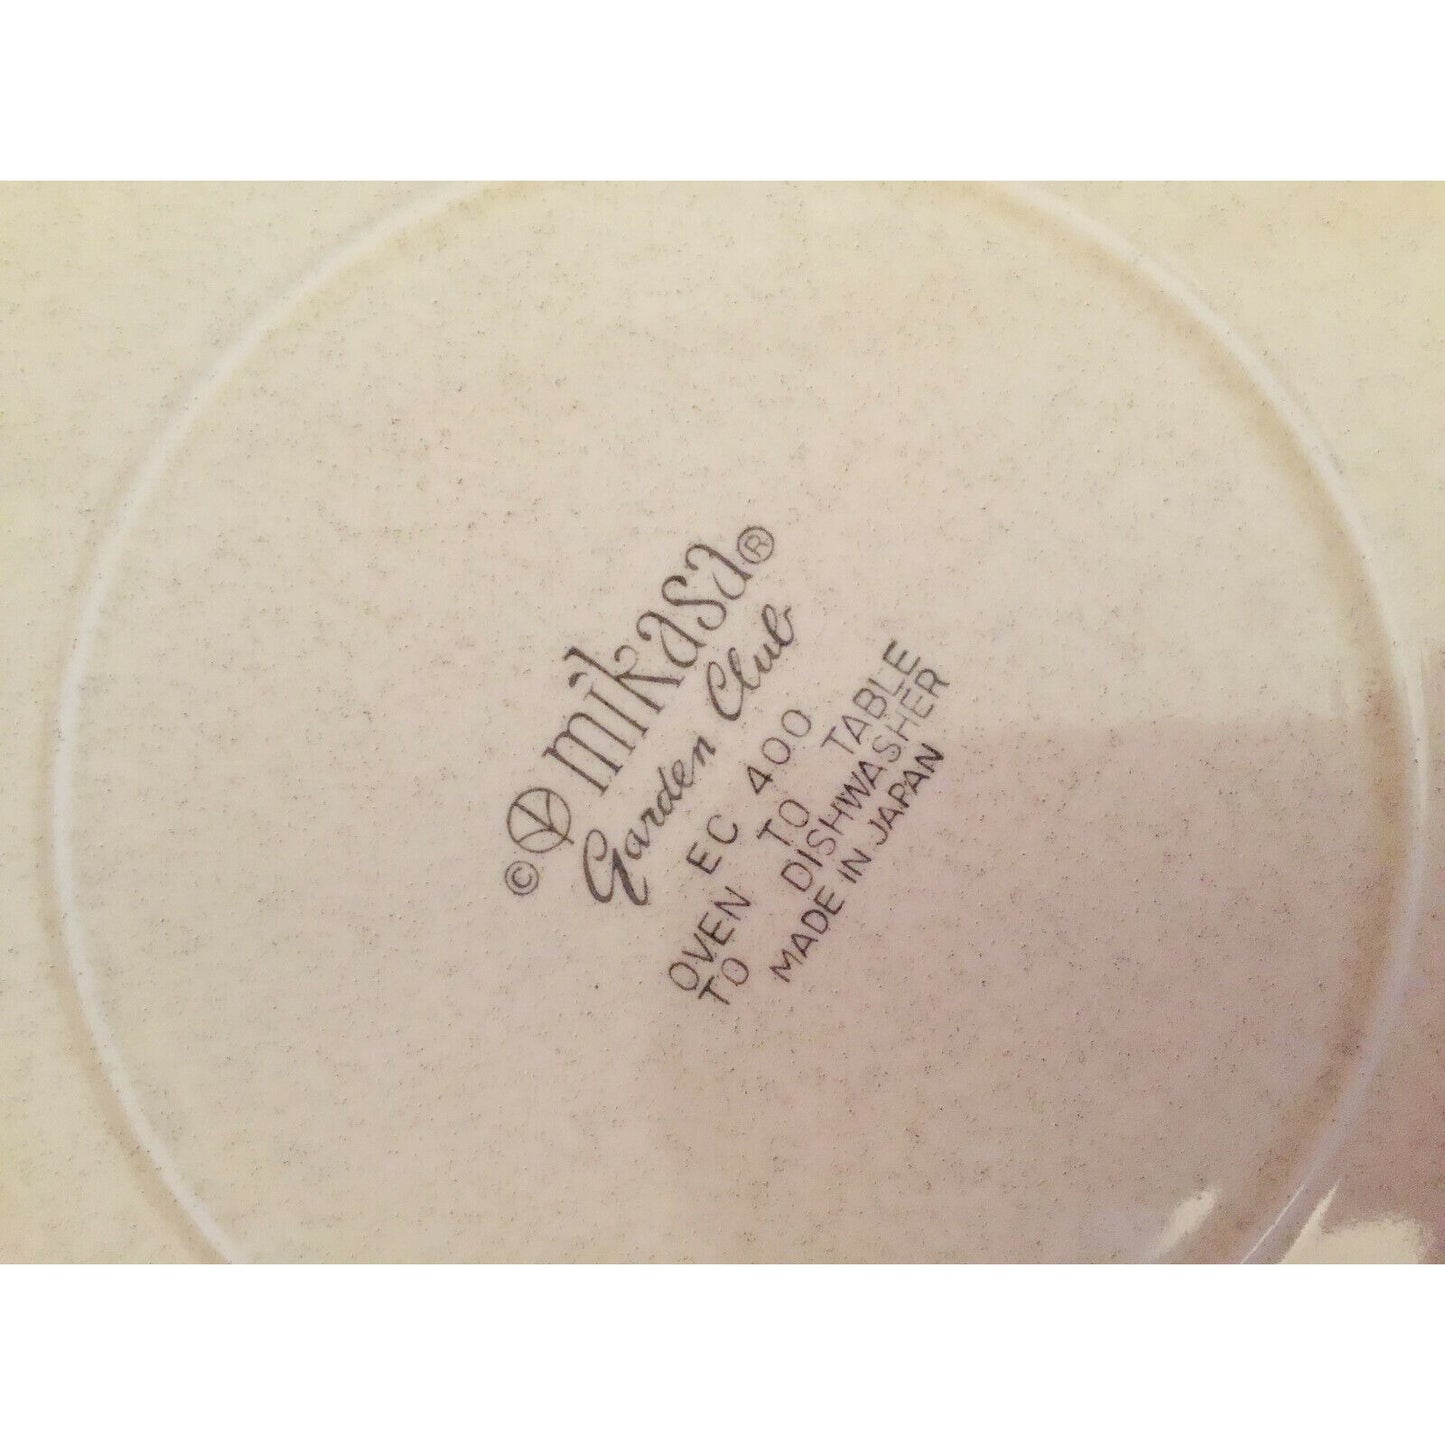 © mikasa®
Garden Club
EC 400
OVEN TO TABLE
TO DISHWASHER
MADE IN JAPAN